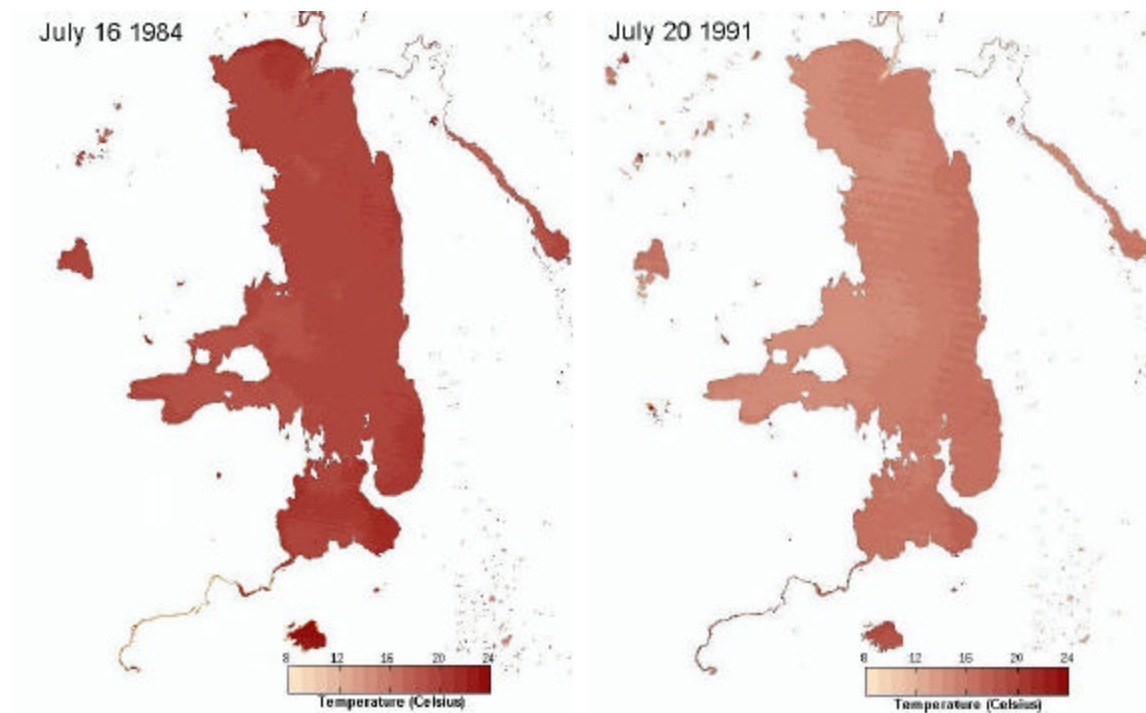 July 16 1984
July 20 1991
8 12 16 20 24
Temperature (Celsius)
8 12 16 20 24
Temperature (Celsius)